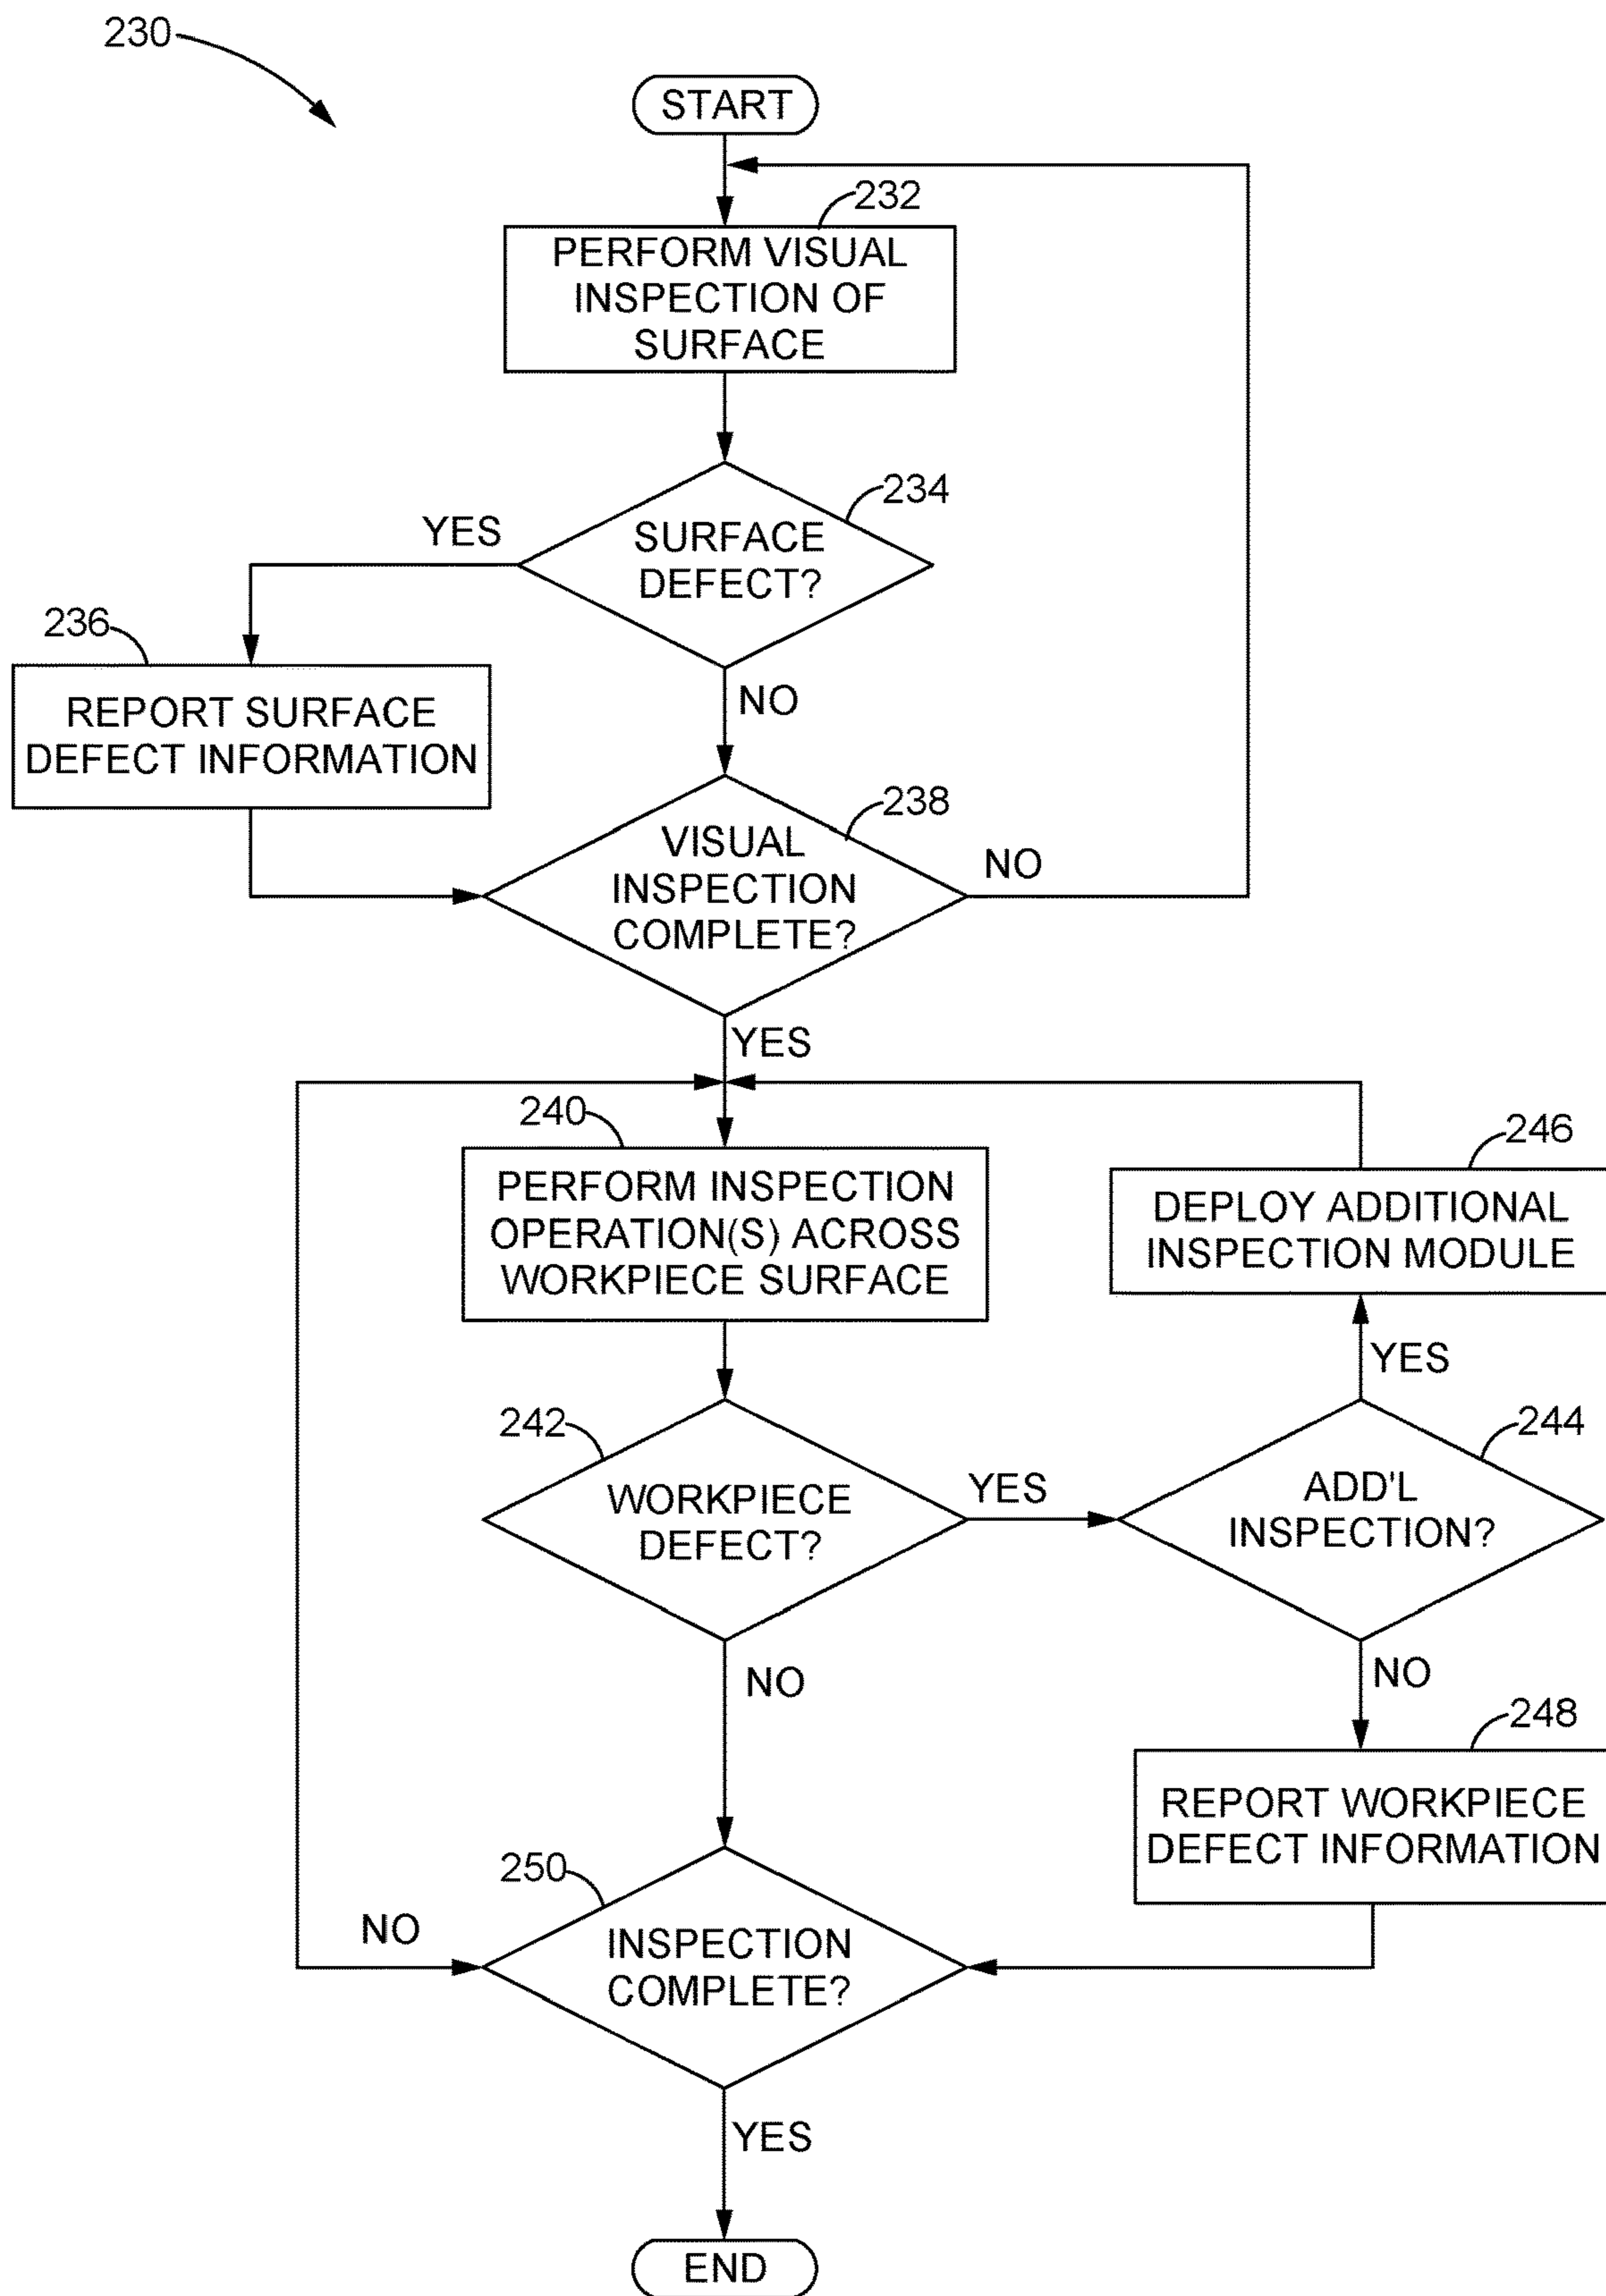 230
START
232
PERFORM VISUAL
INSPECTION OF
SURFACE
234
YES
SURFACE
DEFECT?
236
NO
REPORT SURFACE
DEFECT INFORMATION
238
VISUAL
INSPECTION
COMPLETE?
NO
YES
240
246
PERFORM INSPECTION
OPERATION(S) ACROSS
WORKPIECE SURFACE
DEPLOY ADDITIONAL
INSPECTION MODULE
YES
242
244
WORKPIECE
DEFECT?
YES
ADD'L
INSPECTION?
NO
NO
248
REPORT WORKPIECE
DEFECT INFORMATION
250
NO
INSPECTION
COMPLETE?
YES
END